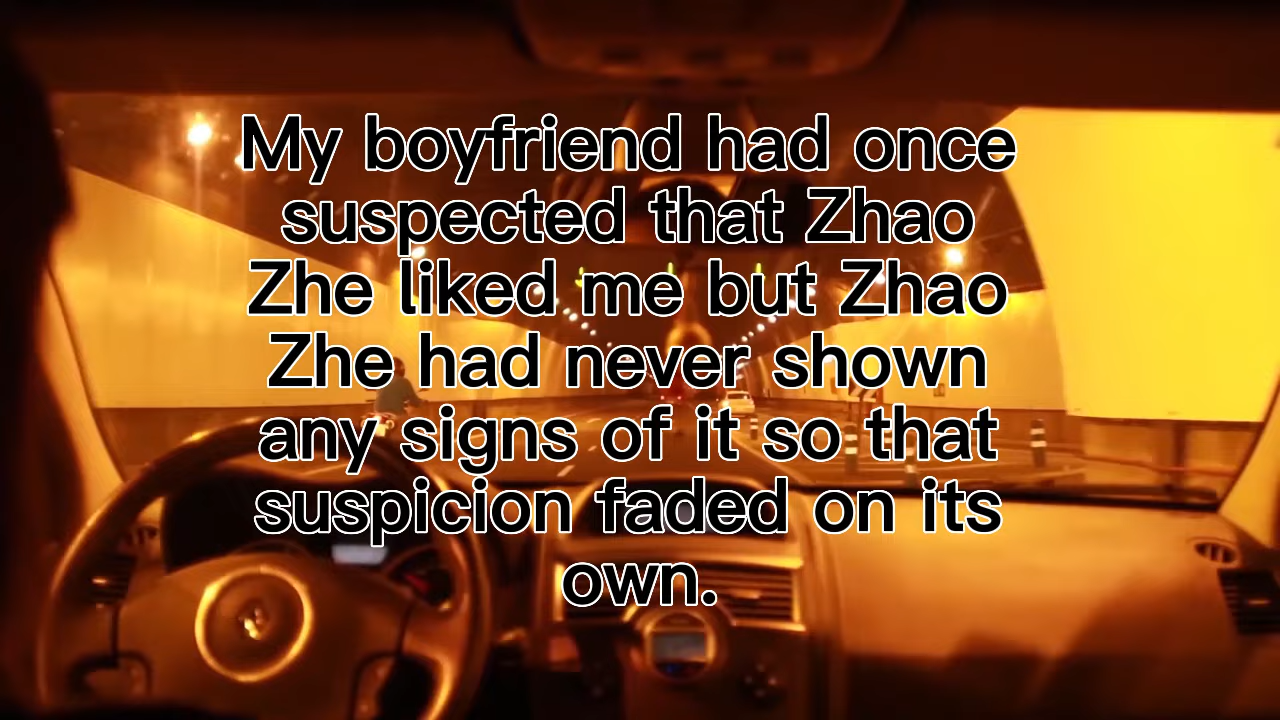 My boyfriend had once
suspected that Zhao
Zhe liked me but Zhao
Zhe had never shown
any signs of it so that
suspicion faded on its
own.